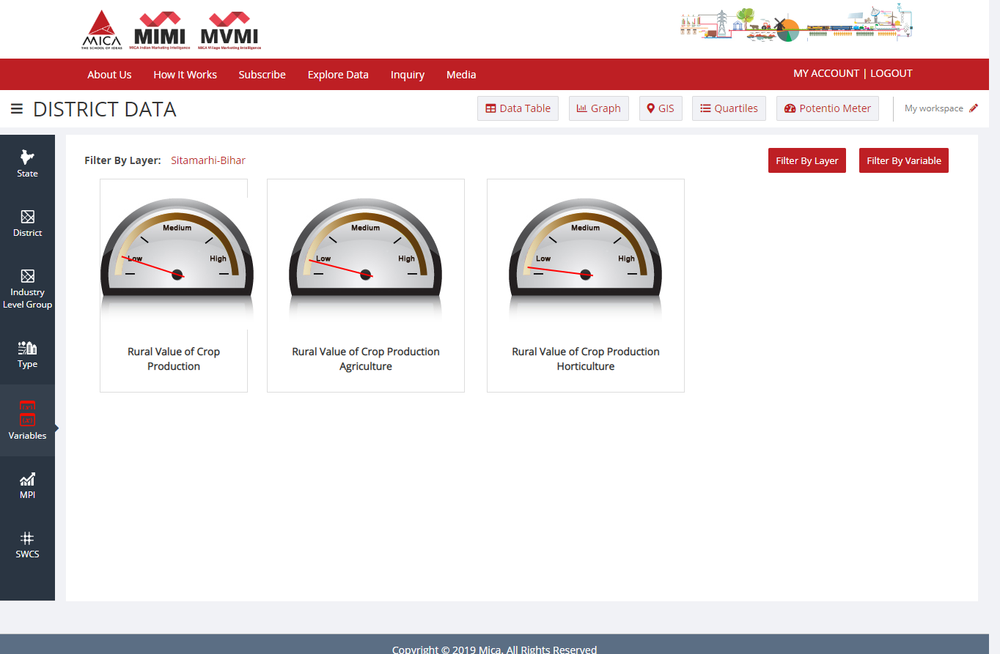 MICA
THE SCHOOL OF IDEAS
MIMI
MICA Indian Marketing Intelligence
MVMI
MICA Village Marketing Intelligence
About Us How It Works Subscribe Explore Data Inquiry Media
MY ACCOUNT | LOGOUT
DISTRICT DATA
Data Table Graph GIS Quartiles Potentio Meter My workspace
State
District
Industry
Level Group
Type
Variables
MPI
SWCS
Filter By Layer: Sitamarhi-Bihar
Filter By Layer Filter By Variable
Medium
Low High
Rural Value of Crop
Production
Medium
Low High
Rural Value of Crop Production
Agriculture
Medium
Low High
Rural Value of Crop Production
Horticulture
Copyright © 2019 Mica. All Rights Reserved